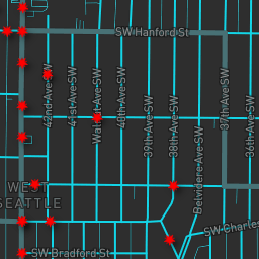 SW Hanford St
42nd Ave SW
41st Ave SW
Walnut Ave SW
40th Ave SW
39th Ave SW
38th Ave SW
Belvidere Ave SW
37th Ave SW
36th Ave SW
WEST
SEATTLE
SW Charles
SW Bradford St